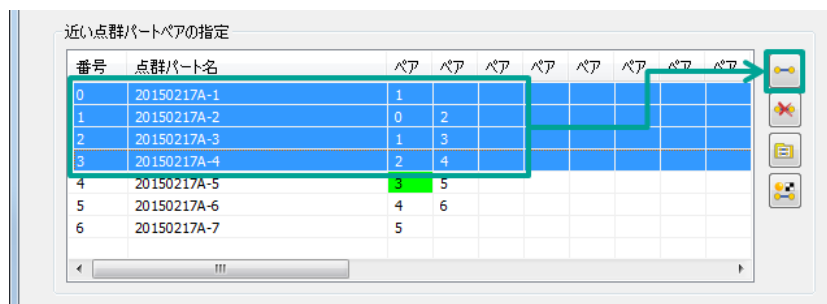 近い点群パートペアの指定
番号 点群パート名 ペア ペア ペア ペア ペア ペア ペア ペア
0 20150217A-1 1
1 20150217A-2 0 2
2 20150217A-3 1 3
3 20150217A-4 2 4
4 20150217A-5 3 5
5 20150217A-6 4 6
6 20150217A-7 5